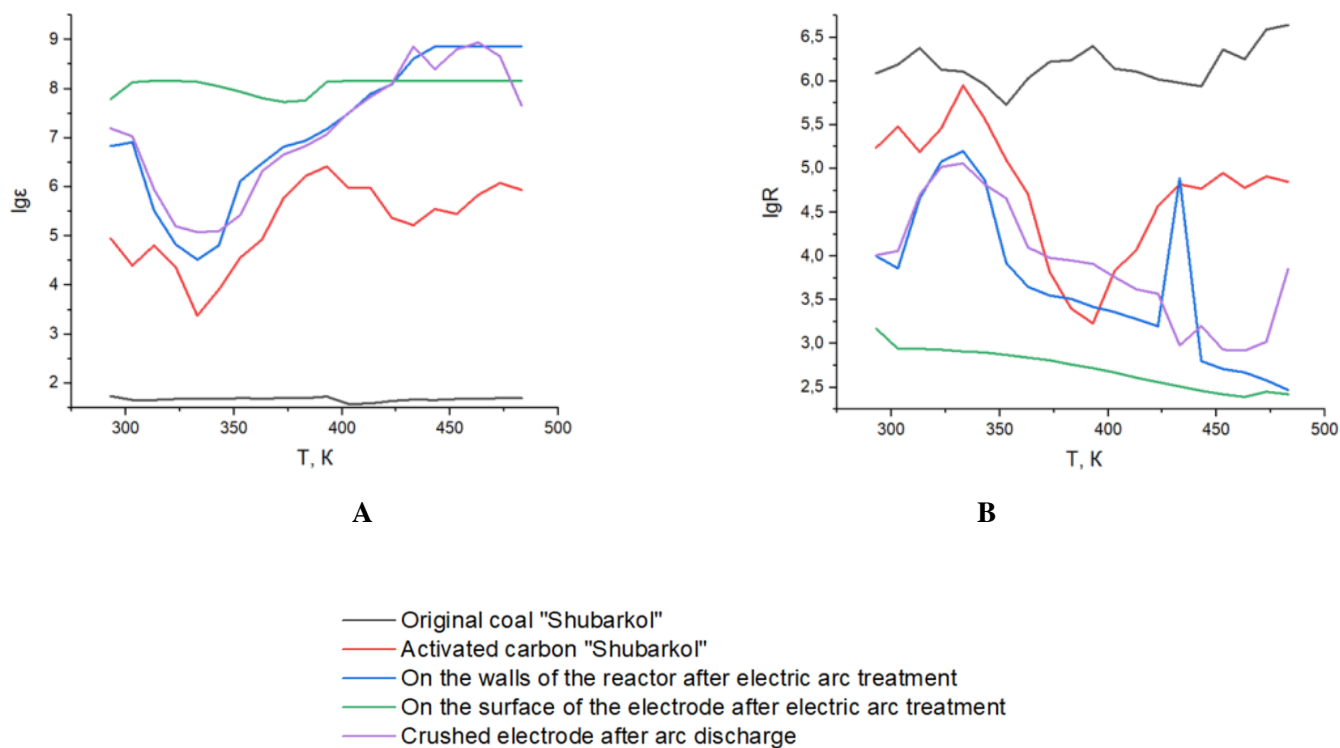 lgε
9
8
7
6
5
4
3
2
300 350 400 450 500
T, K
A
lgR
6,5
6,0
5,5
5,0
4,5
4,0
3,5
3,0
2,5
300 350 400 450 500
T, K
B
Original coal "Shubarkol"
Activated carbon "Shubarkol"
On the walls of the reactor after electric arc treatment
On the surface of the electrode after electric arc treatment
Crushed electrode after arc discharge